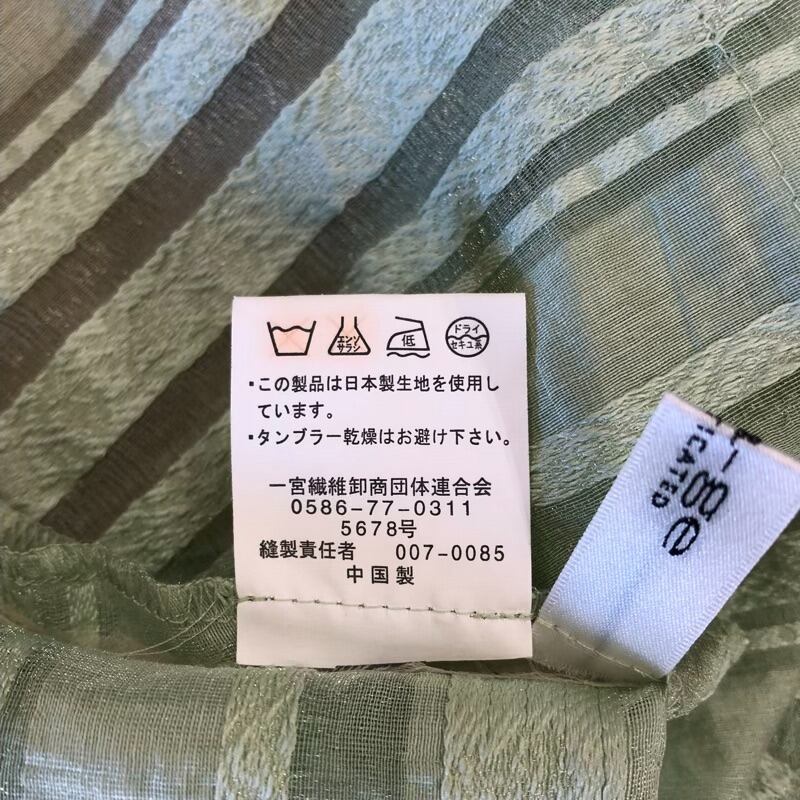 エンソ
サラシ
低
ドライ
セキユ系
・この製品は日本製生地を使用し
ています。
・タンブラー乾燥はお避け下さい。
一宮繊維卸商団体連合会
0586-77-0311
5678号
縫製責任者 007-0085
中国製
-ge
ICATED